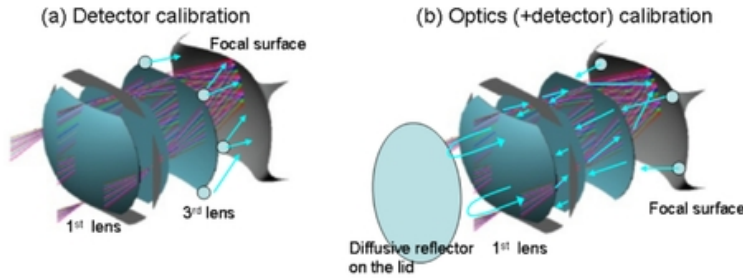 (a) Detector calibration
Focal surface
1st lens
3rd lens
(b) Optics (+detector) calibration
Focal surface
Diffusive reflector
on the lid
1st lens